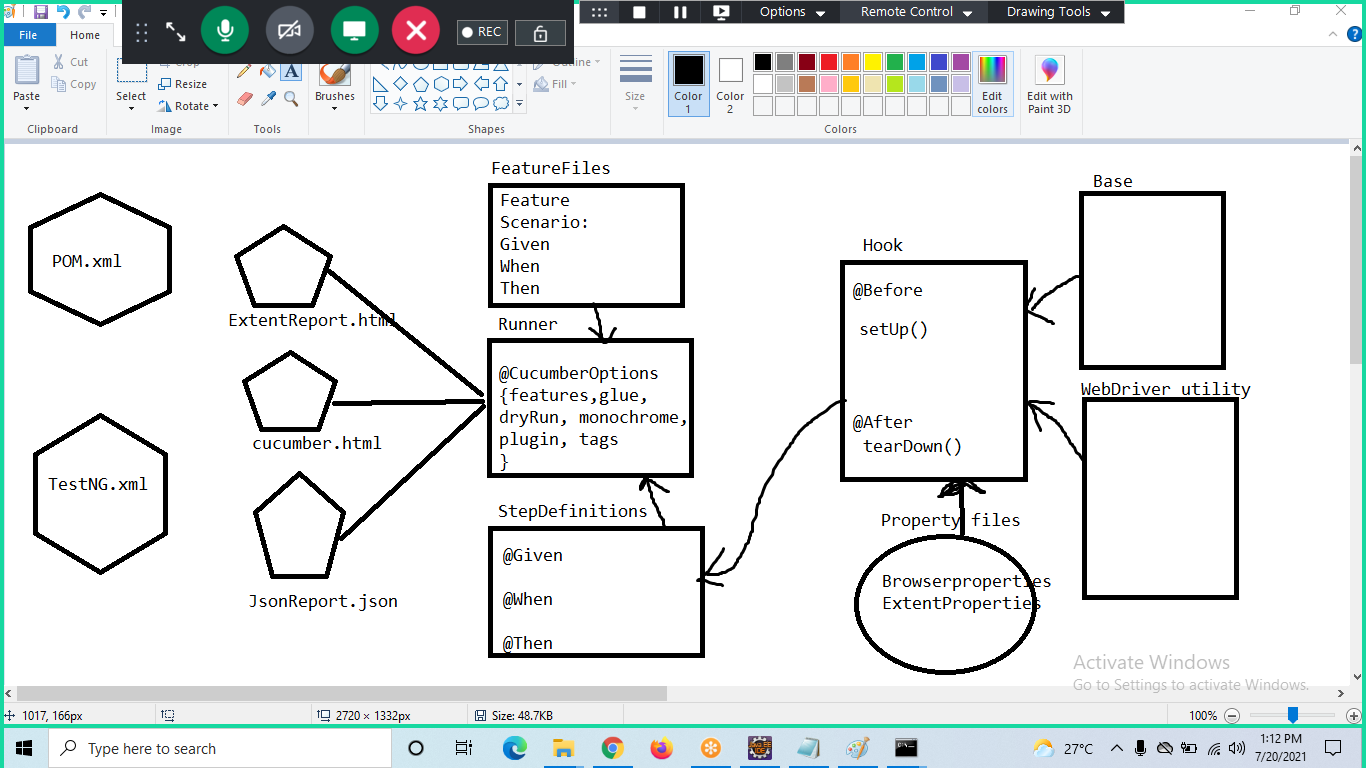 REC
Options
Remote Control
Drawing Tools
File
Home
Paste
Cut
Copy
Clipboard
Select
Crop
Resize
Rotate
Image
Tools
Brushes
Shapes
Outline
Fill
Size
Color
1
Color
2
Edit
colors
Edit with
Paint 3D
Colors
POM.xml
TestNG.xml
ExtentReport.html
cucumber.html
JsonReport.json
FeatureFiles
Feature
Scenario:
Given
When
Then
Runner
@CucumberOptions
{features,glue,
dryRun, monochrome,
plugin, tags
}
StepDefinitions
@Given
@When
@Then
Hook
@Before
setUp()
@After
tearDown()
Property files
Browserproperties
ExtentProperties
Base
WebDriver utility
Activate Windows
Go to Settings to activate Windows.
1017, 166px
2720 × 1332px
Size: 48.7KB
100%
Type here to search
27°C
1:12 PM
7/20/2021